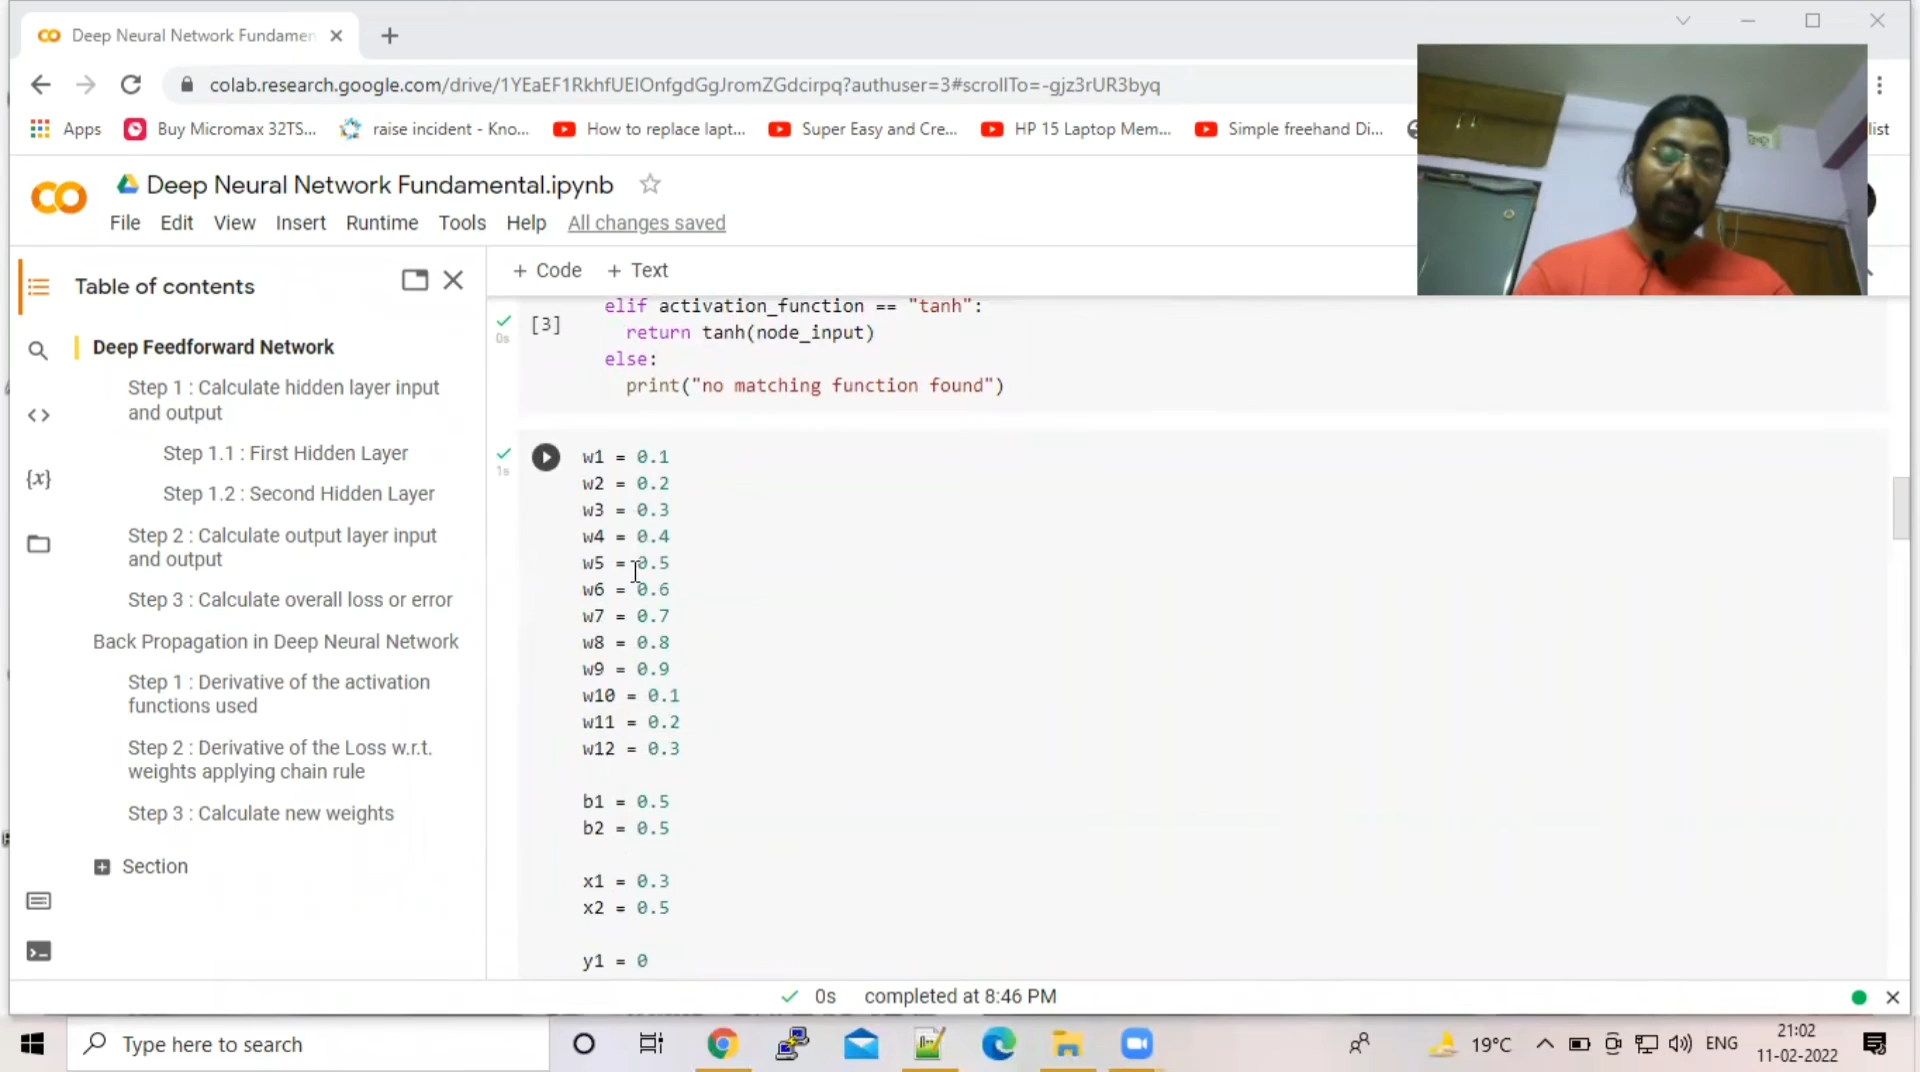 Deep Neural Network Fundamen
colab.research.google.com/drive/1YEaEF1RkhfUEIOnfgdGgJromZGdcirpq?authuser=3#scrollTo=-gjz3rUR3byq
Apps
Buy Micromax 32TS...
raise incident - Kno...
How to replace lapt...
Super Easy and Cre...
HP 15 Laptop Mem...
Simple freehand Di...
list
Deep Neural Network Fundamental.ipynb
File Edit View Insert Runtime Tools Help All changes saved
Table of contents
+ Code + Text
Deep Feedforward Network
Step 1 : Calculate hidden layer input
and output
Step 1.1 : First Hidden Layer
Step 1.2 : Second Hidden Layer
Step 2 : Calculate output layer input
and output
Step 3 : Calculate overall loss or error
Back Propagation in Deep Neural Network
Step 1 : Derivative of the activation
functions used
Step 2 : Derivative of the Loss w.r.t.
weights applying chain rule
Step 3 : Calculate new weights
Section
0s
[3]
elif activation_function == "tanh":
return tanh(node_input)
else:
print("no matching function found")
1s
w1 = 0.1
w2 = 0.2
w3 = 0.3
w4 = 0.4
w5 = 0.5
w6 = 0.6
w7 = 0.7
w8 = 0.8
w9 = 0.9
w10 = 0.1
w11 = 0.2
w12 = 0.3
b1 = 0.5
b2 = 0.5
x1 = 0.3
x2 = 0.5
y1 = 0
0s completed at 8:46 PM
Type here to search
19°C
ENG
21:02
11-02-2022